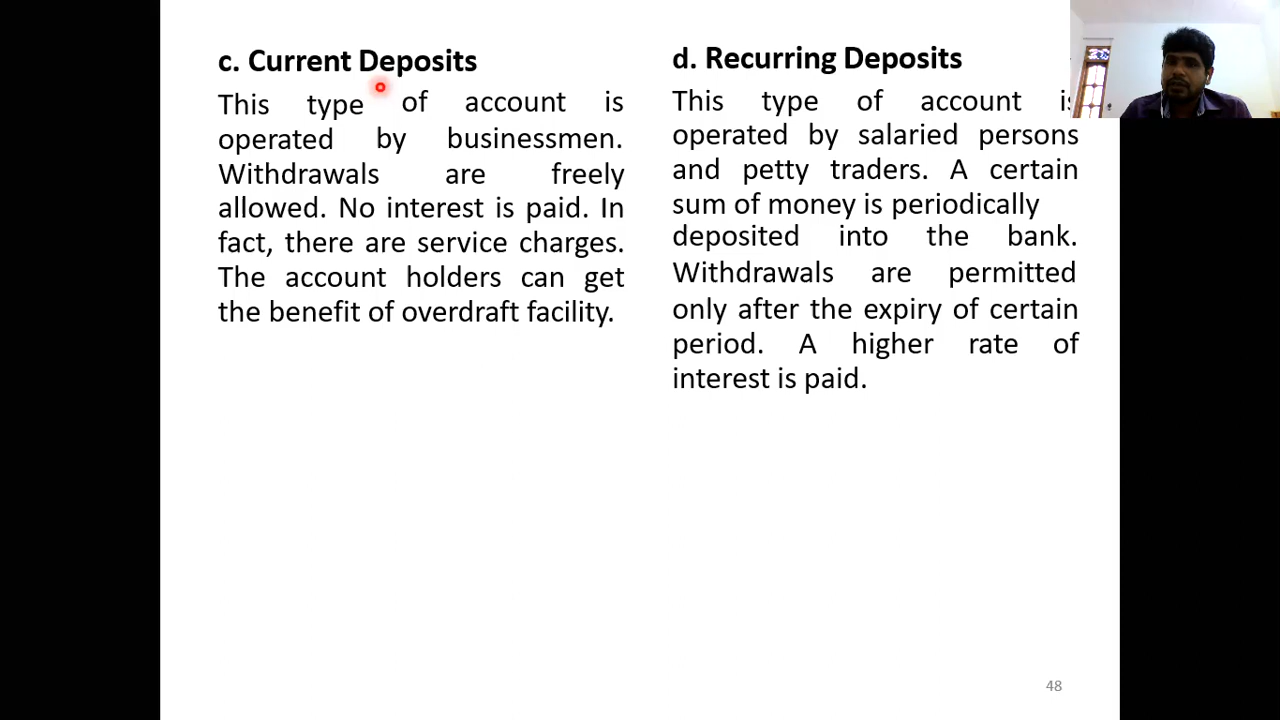 c. Current Deposits
This type of account is
operated by businessmen.
Withdrawals are freely
allowed. No interest is paid. In
fact, there are service charges.
The account holders can get
the benefit of overdraft facility.
d. Recurring Deposits
This type of account is
operated by salaried persons
and petty traders. A certain
sum of money is periodically
deposited into the bank.
Withdrawals are permitted
only after the expiry of certain
period. A higher rate of
interest is paid.
48